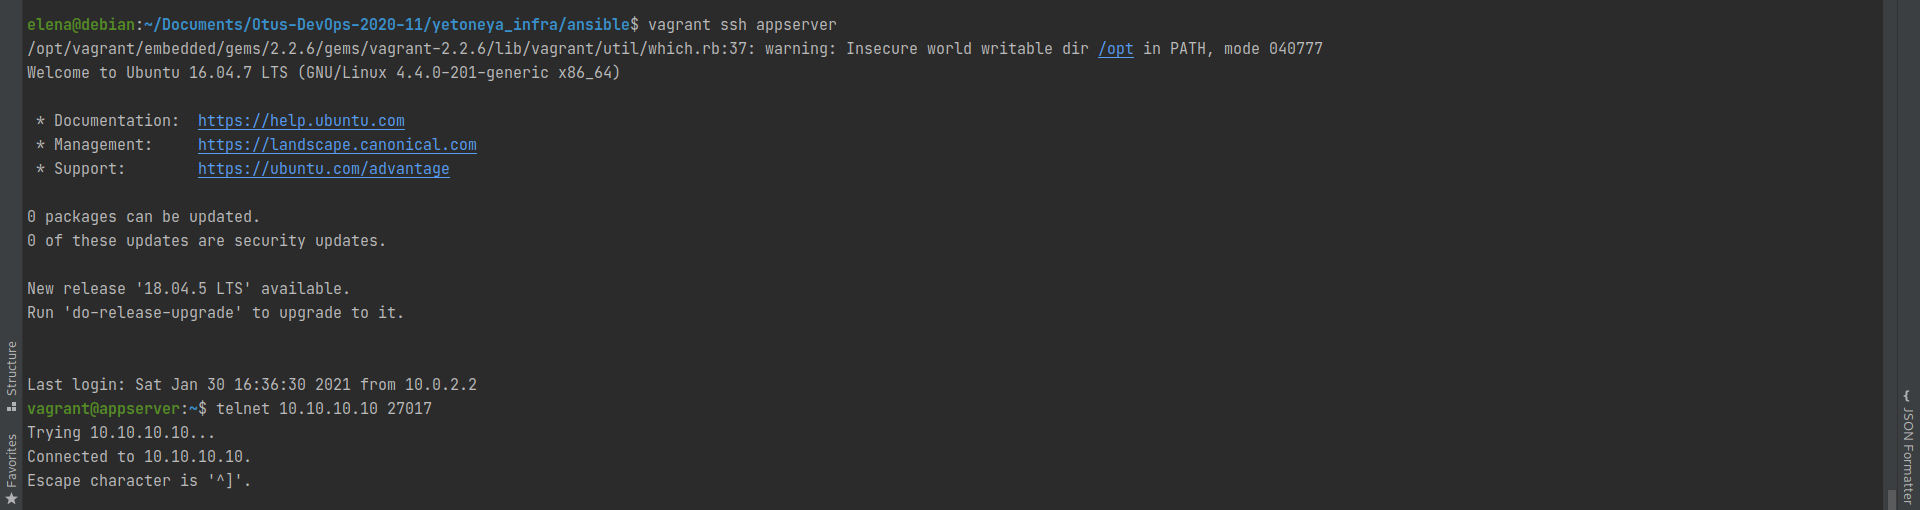 elena@debian:~/Documents/Otus-DevOps-2020-11/yetoneya_infra/ansible$ vagrant ssh appserver
/opt/vagrant/embedded/gems/2.2.6/gems/vagrant-2.2.6/lib/vagrant/util/which.rb:37: warning: Insecure world writable dir /opt in PATH, mode 040777
Welcome to Ubuntu 16.04.7 LTS (GNU/Linux 4.4.0-201-generic x86_64)
* Documentation:  https://help.ubuntu.com
* Management:     https://landscape.canonical.com
* Support:        https://ubuntu.com/advantage
0 packages can be updated.
0 of these updates are security updates.
New release '18.04.5 LTS' available.
Run 'do-release-upgrade' to upgrade to it.
Last login: Sat Jan 30 16:36:30 2021 from 10.0.2.2
vagrant@appserver:~$ telnet 10.10.10.10 27017
Trying 10.10.10.10...
Connected to 10.10.10.10.
Escape character is '^]'.
Structure
Favorites
JSON Formatter